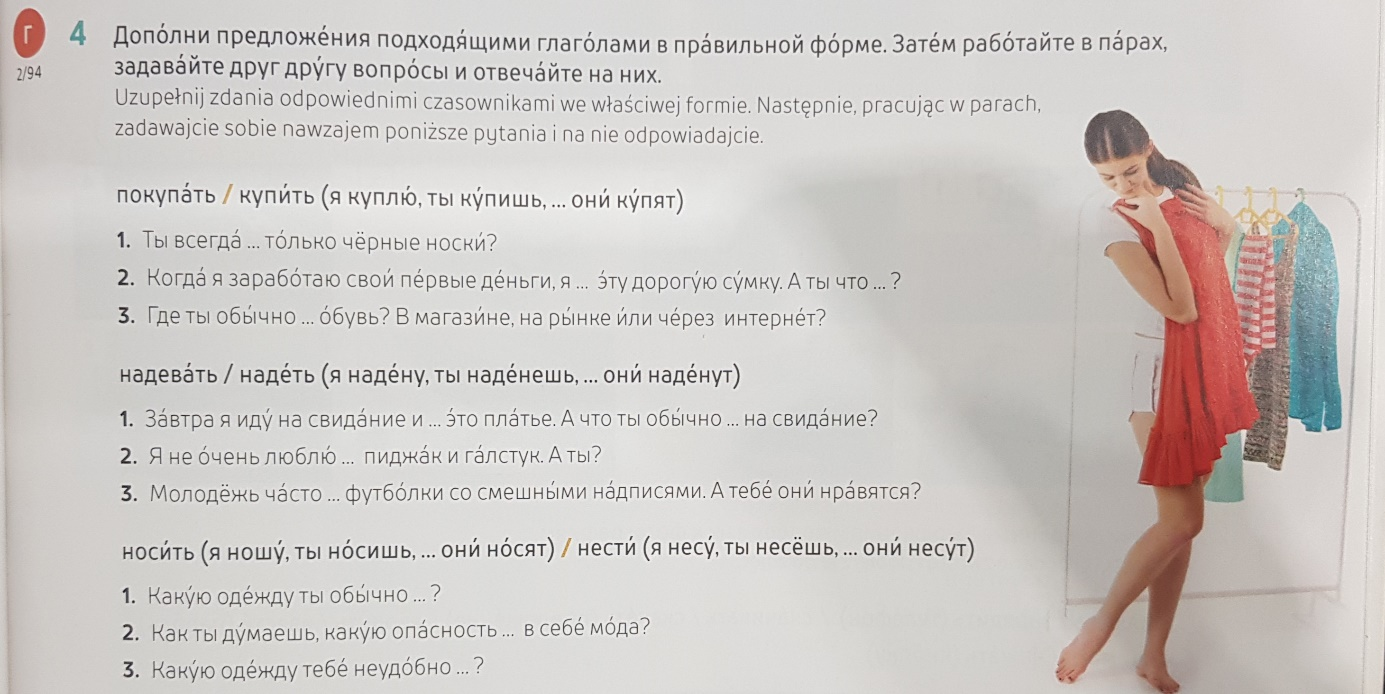 г 4 Допо́лни предложе́ния подходя́щими глаго́лами в пра́вильной фо́рме. Зате́м рабо́тайте в па́рах,
2/94 задава́йте друг дру́гу вопро́сы и отвеча́йте на них.
Uzupełnij zdania odpowiednimi czasownikami we właściwej formie. Następnie, pracując w parach,
zadawajcie sobie nawzajem poniższe pytania i na nie odpowiadajcie.
покупа́ть / купи́ть (я куплю́, ты ку́пишь, ... они́ ку́пят)
1. Ты всегда́ ... то́лько чёрные носки́?
2. Когда́ я зарабо́таю свои́ пе́рвые де́ньги, я ... э́ту дорогу́ю су́мку. А ты что ... ?
3. Где ты обы́чно ... о́бувь? В магази́не, на ры́нке и́ли че́рез интерне́т?
надева́ть / наде́ть (я наде́ну, ты наде́нешь, ... они́ наде́нут)
1. За́втра я иду́ на свида́ние и ... э́то пла́тье. А что ты обы́чно ... на свида́ние?
2. Я не о́чень люблю́ ... пиджа́к и га́лстук. А ты?
3. Молодёжь ча́сто ... футбо́лки со смешны́ми на́дписями. А тебе́ они́ нра́вятся?
носи́ть (я ношу́, ты но́сишь, ... они́ но́сят) / нести́ (я несу́, ты несёшь, ... они́ несу́т)
1. Каку́ю оде́жду ты обы́чно ... ?
2. Как ты ду́маешь, каку́ю опа́сность ... в себе́ мо́да?
3. Каку́ю оде́жду тебе́ неудо́бно ... ?